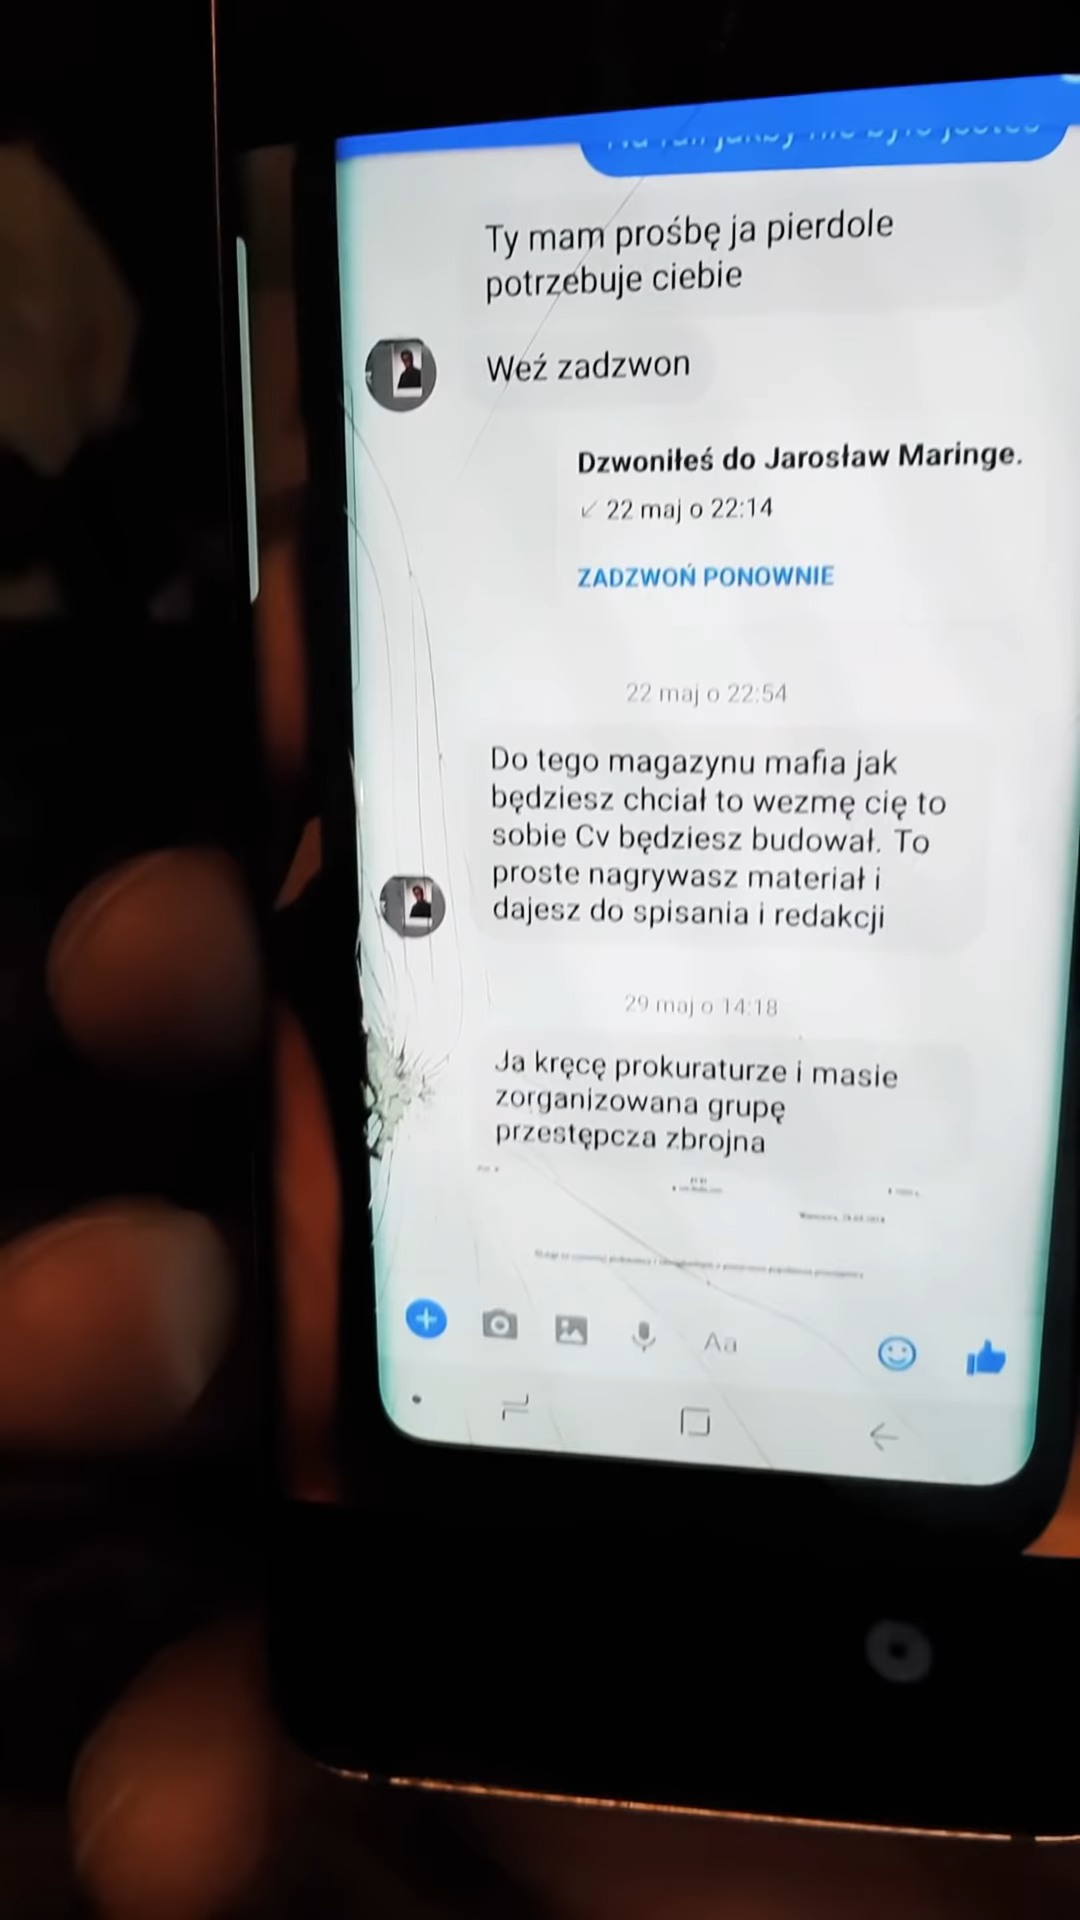 Ty mam prośbę ja pierdole
potrzebuje ciebie
Weź zadzwon
Dzwoniłeś do Jarosław Maringe.
22 maj o 22:14
ZADZWOŃ PONOWNIE
22 maj o 22:54
Do tego magazynu mafia jak
będziesz chciał to wezmę cię to
sobie Cv będziesz budował. To
proste nagrywasz materiał i
dajesz do spisania i redakcji
29 maj o 14:18
Ja kręcę prokuraturze i masie
zorganizowana grupę
przestępcza zbrojna
Aa